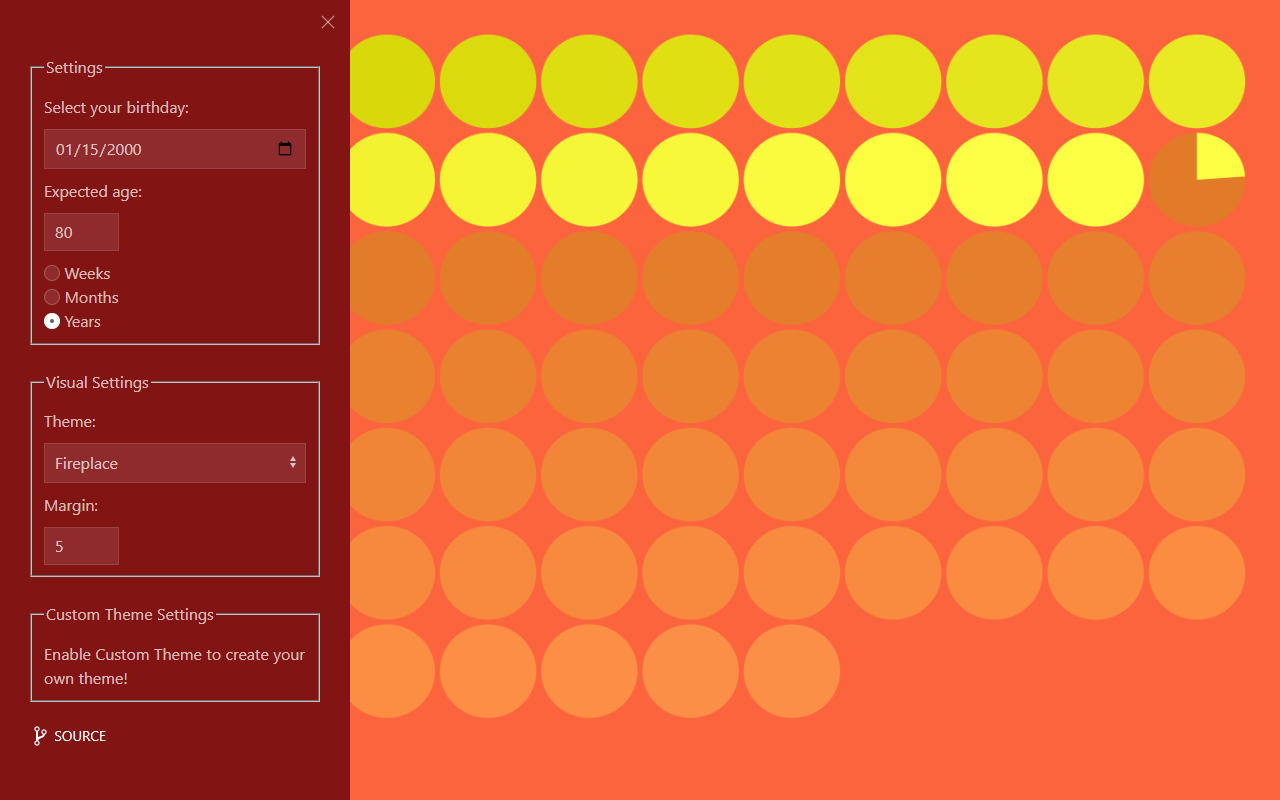 Settings
Select your birthday:
01/15/2000
Expected age:
80
Weeks
Months
Years
Visual Settings
Theme:
Fireplace
Margin:
5
Custom Theme Settings
Enable Custom Theme to create your
own theme!
SOURCE